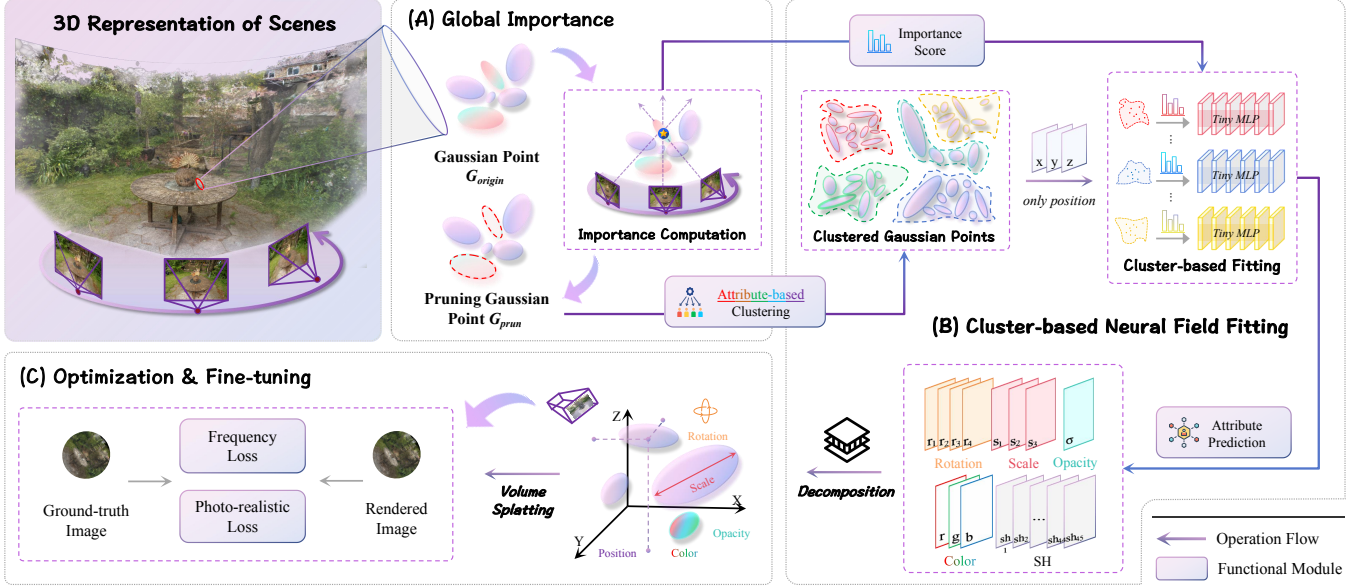 3D Representation of Scenes
(A) Global Importance
Gaussian Point
G_origin
Pruning Gaussian
Point G_prun
Importance Computation
Attribute-based
Clustering
Importance
Score
Clustered Gaussian Points
x y z
only position
Tiny MLP
Tiny MLP
Tiny MLP
Cluster-based Fitting
(B) Cluster-based Neural Field Fitting
Attribute
Prediction
r1 r2 r3 r4
s1 s2 s3
σ
Rotation
Scale
Opacity
r g b
sh1 sh2 ... sh44 sh45
Color
SH
Decomposition
Operation Flow
Functional Module
(C) Optimization & Fine-tuning
Ground-truth
Image
Frequency
Loss
Photo-realistic
Loss
Rendered
Image
Volume
Splatting
Z
Rotation
Scale
X
Opacity
Y
Position
Color